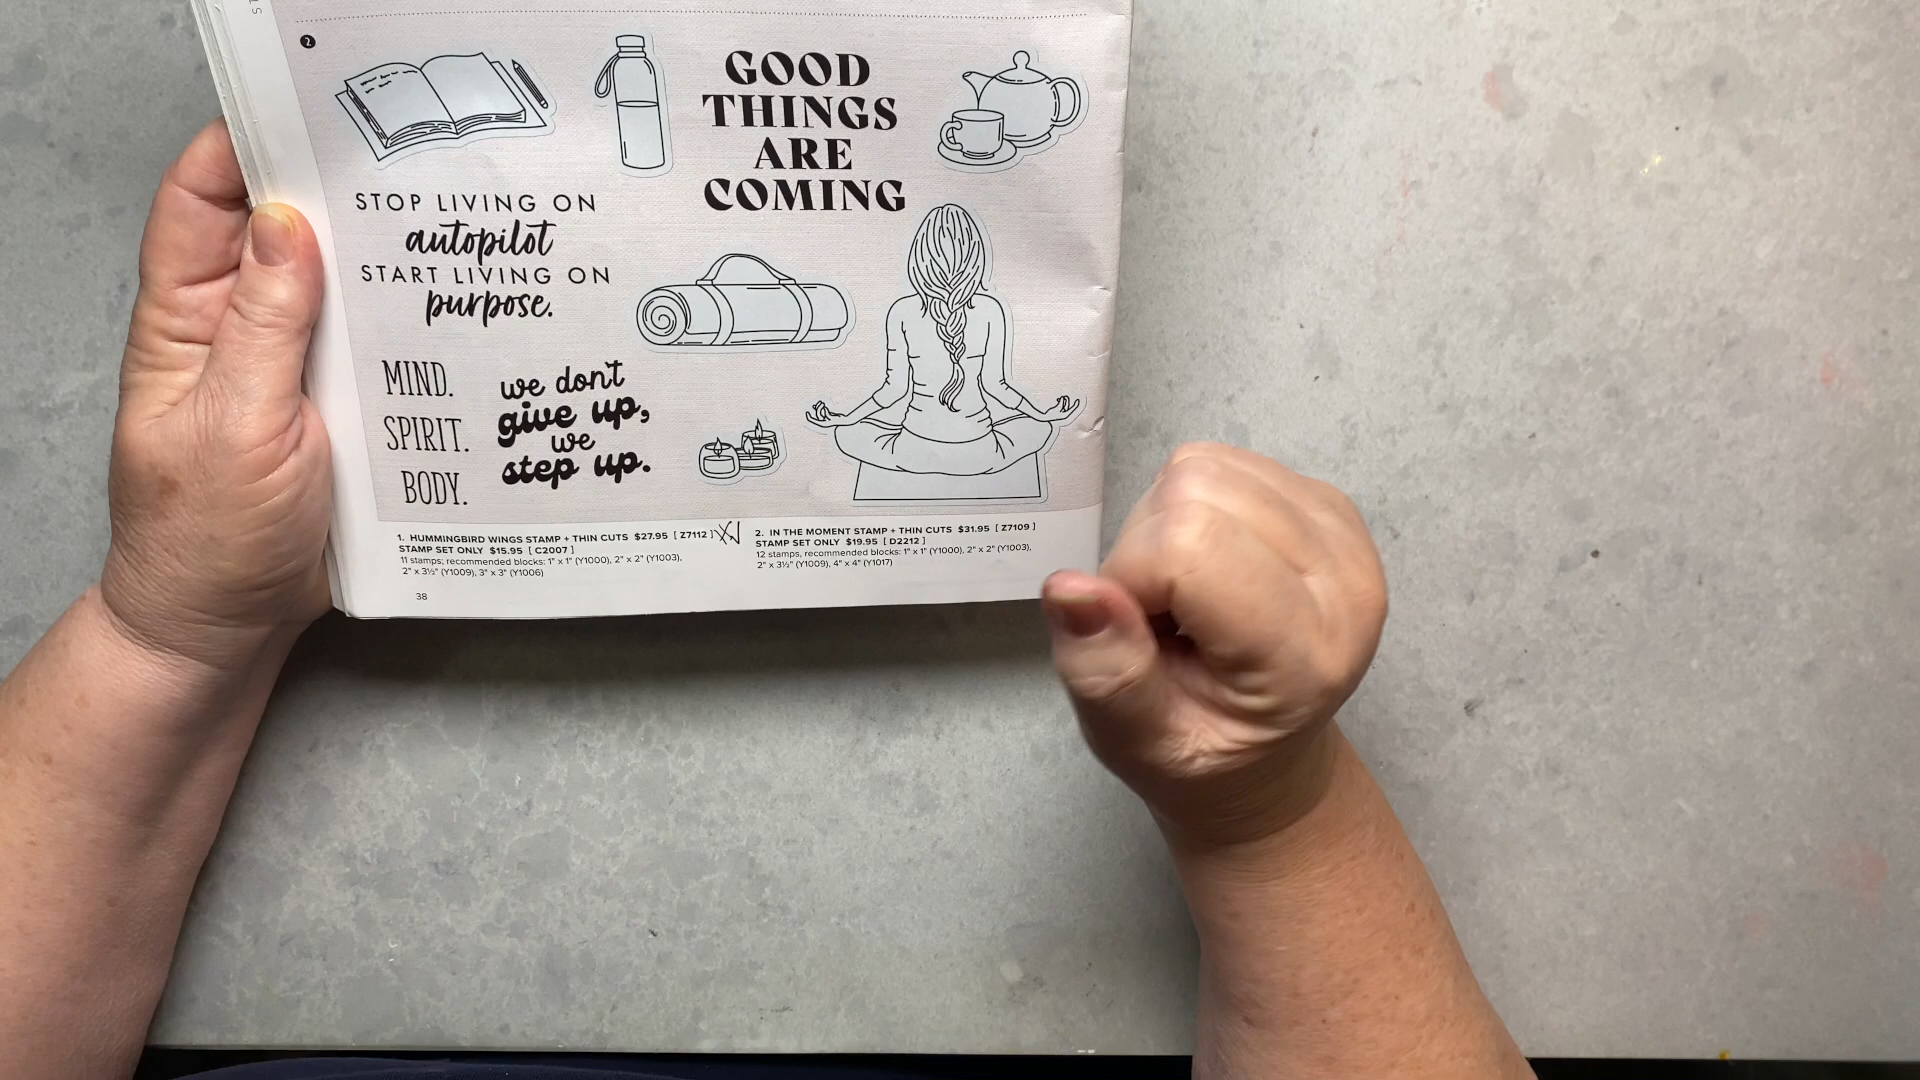 2
GOOD
THINGS
ARE
COMING
STOP LIVING ON
autopilot
START LIVING ON
purpose.
MIND.
SPIRIT.
BODY.
we don't
give up,
we
step up.
1. HUMMINGBIRD WINGS STAMP + THIN CUTS $27.95 [ Z7112 ]
STAMP SET ONLY $15.95 [ C2007 ]
11 stamps; recommended blocks: 1" x 1" (Y1000), 2" x 2" (Y1003),
2" x 3½" (Y1009), 3" x 3" (Y1006)
2. IN THE MOMENT STAMP + THIN CUTS $31.95 [ Z7109 ]
STAMP SET ONLY $19.95 [ D2212 ]
12 stamps, recommended blocks: 1" x 1" (Y1000), 2" x 2" (Y1003),
2" x 3½" (Y1009), 4" x 4" (Y1017)
38